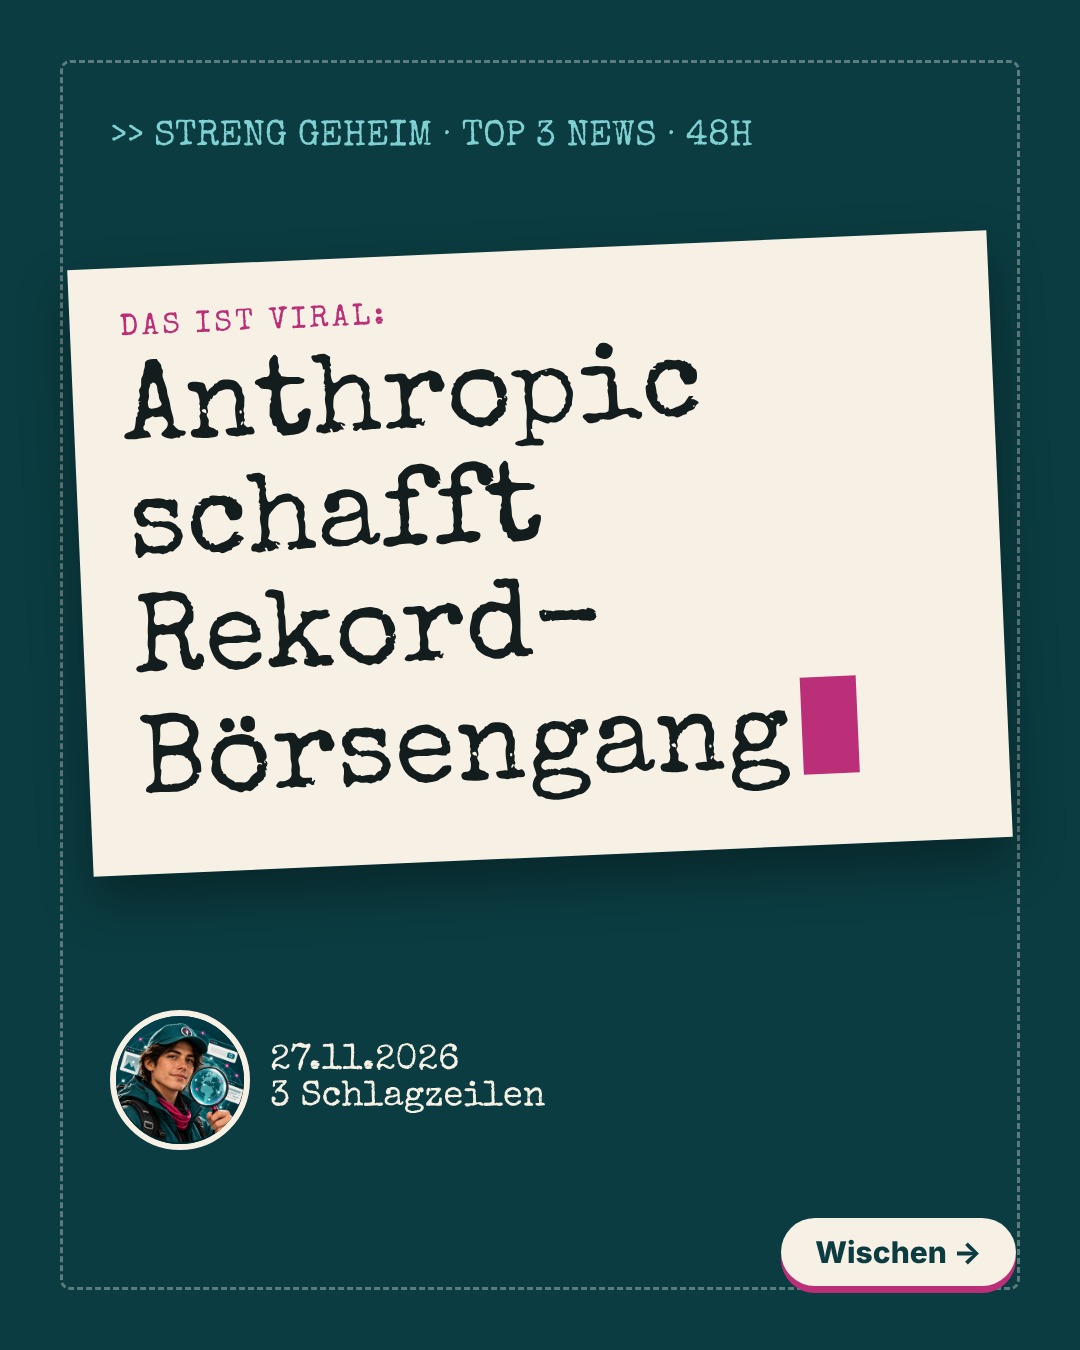 >> STRENG GEHEIM · TOP 3 NEWS · 48H
DAS IST VIRAL:
Anthropic
schafft
Rekord-
Börsengang
27.11.2026
3 Schlagzeilen
Wischen →